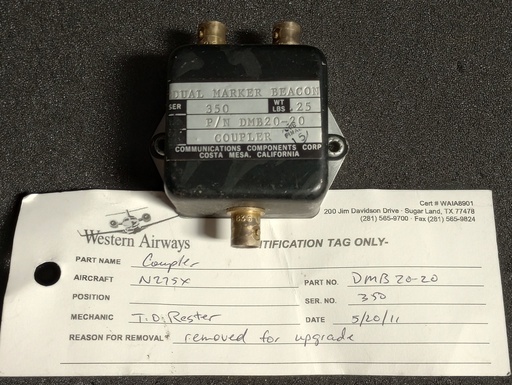 DUAL MARKER BEACON
SER 350 WT LBS .25
P/N DMB20-20
COUPLER
COMMUNICATIONS COMPONENTS CORP
COSTA MESA, CALIFORNIA
Cert # WAIA8901
200 Jim Davidson Drive · Sugar Land, TX 77478
(281) 565-9700 · Fax (281) 565-9824
Western Airways
NTIFICATION TAG ONLY-
PART NAME Coupler
AIRCRAFT N275X PART NO. DMB 20-20
POSITION SER. NO. 350
MECHANIC T.D. Rester DATE 5/20/11
REASON FOR REMOVAL removed for upgrade